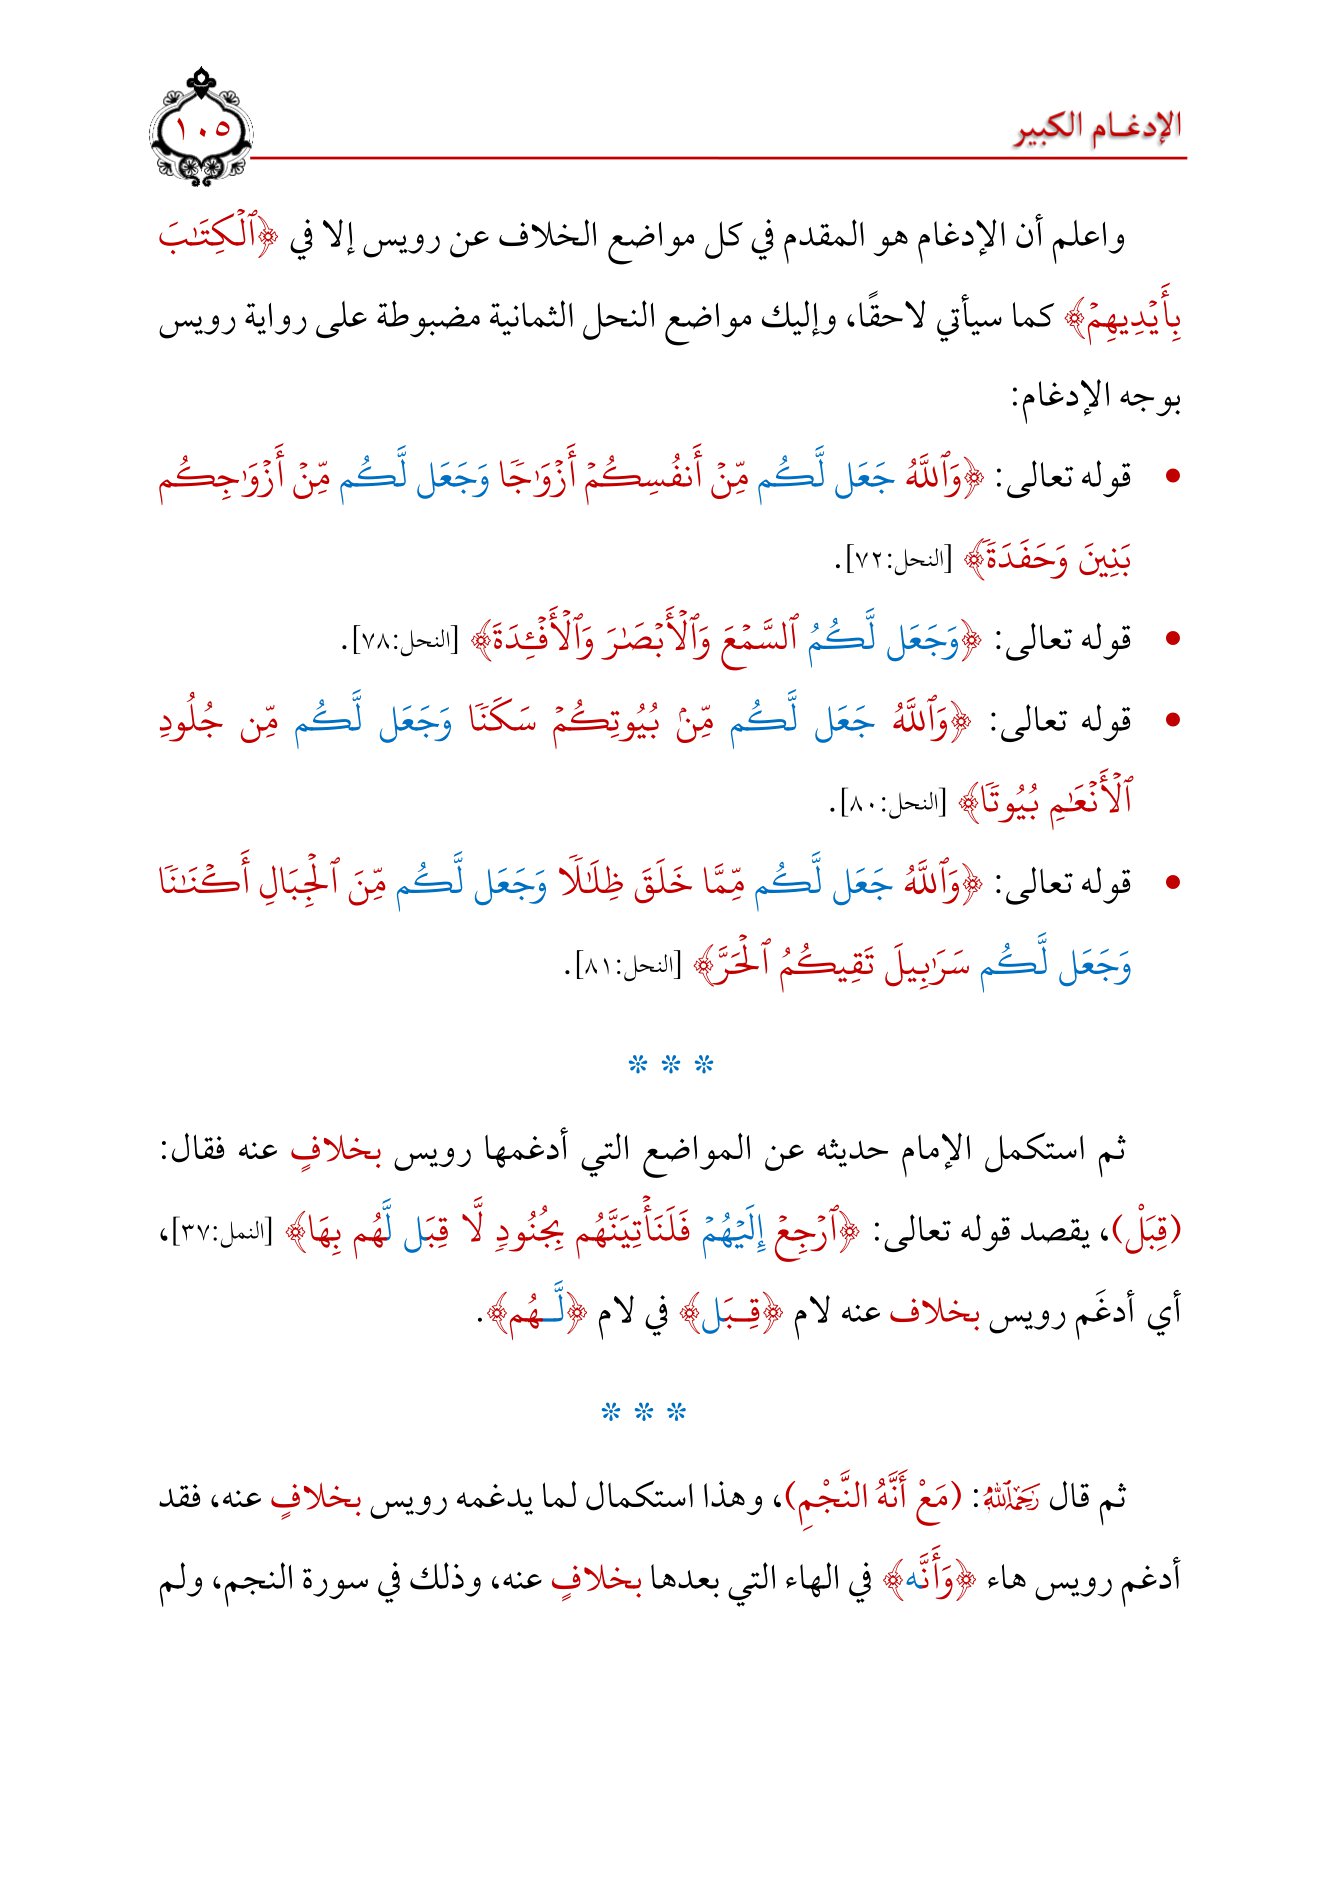 الإدغام الكبير
١٠٥
واعلم أن الإدغام هو المقدم في كل مواضع الخلاف عن رويس إلا في ﴿ٱلۡكِتَٰبَ
بِأَيۡدِيهِمۡ﴾ كما سيأتي لاحقًا، وإليك مواضع النحل الثمانية مضبوطة على رواية رويس
بوجه الإدغام:
• قوله تعالى: ﴿وَٱللَّهُ جَعَل لَّكُم مِّنۡ أَنفُسِكُمۡ أَزۡوَٰجٗا وَجَعَل لَّكُم مِّنۡ أَزۡوَٰجِكُم
بَنِينَ وَحَفَدَةٗ﴾ [النحل:٧٢].
• قوله تعالى: ﴿وَجَعَل لَّكُمُ ٱلسَّمۡعَ وَٱلۡأَبۡصَٰرَ وَٱلۡأَفۡـِٔدَةَ﴾ [النحل:٧٨].
• قوله تعالى: ﴿وَٱللَّهُ جَعَل لَّكُم مِّنۢ بُيُوتِكُمۡ سَكَنٗا وَجَعَل لَّكُم مِّن جُلُودِ
ٱلۡأَنۡعَٰمِ بُيُوتٗا﴾ [النحل:٨٠].
• قوله تعالى: ﴿وَٱللَّهُ جَعَل لَّكُم مِّمَّا خَلَقَ ظِلَٰلٗا وَجَعَل لَّكُم مِّنَ ٱلۡجِبَالِ أَكۡنَٰنٗا
وَجَعَل لَّكُم سَرَٰبِيلَ تَقِيكُمُ ٱلۡحَرَّ﴾ [النحل:٨١].
* * *
ثم استكمل الإمام حديثه عن المواضع التي أدغمها رويس بخلافٍ عنه فقال:
(قِبَلْ)، يقصد قوله تعالى: ﴿ٱرۡجِعۡ إِلَيۡهُمۡ فَلَنَأۡتِيَنَّهُم بِجُنُودٖ لَّا قِبَل لَّهُم بِهَا﴾ [النمل:٣٧]،
أي أدغَم رويس بخلاف عنه لام ﴿قِـبَل﴾ في لام ﴿لَّـهُم﴾.
* * *
ثم قال رَحِمَهُ ٱللَّهُ: (مَعْ أَنَّهُ النَّجْمِ)، وهذا استكمال لما يدغمه رويس بخلافٍ عنه، فقد
أدغم رويس هاء ﴿وَأَنَّه﴾ في الهاء التي بعدها بخلافٍ عنه، وذلك في سورة النجم، ولم